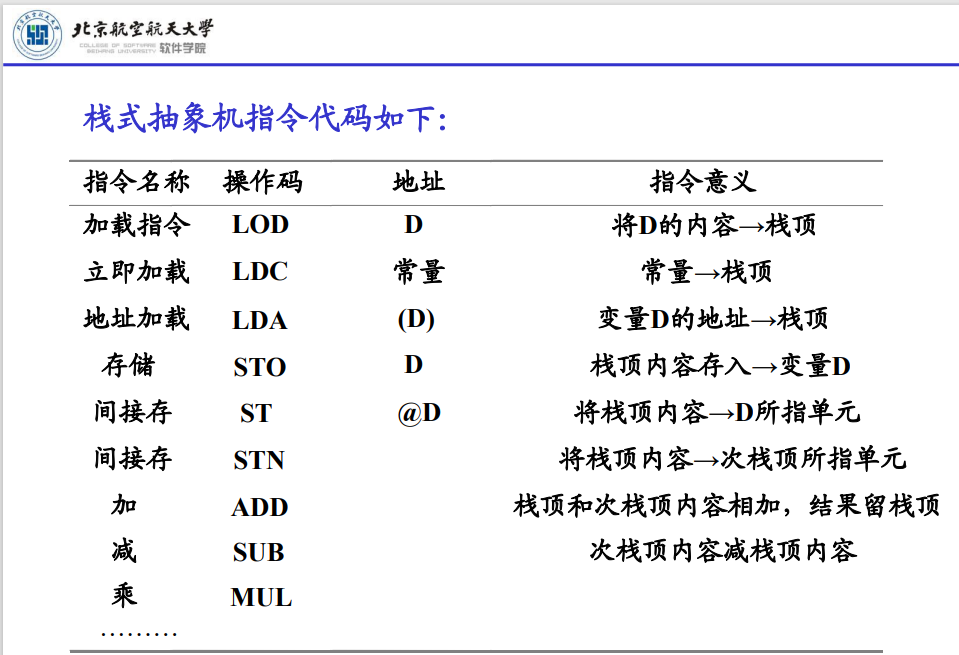 北京航空航天大学
COLLEGE OF SOFTWARE
BEIHANG UNIVERSITY 软件学院
栈式抽象机指令代码如下：
指令名称 操作码 地址 指令意义
加载指令 LOD D 将D的内容→栈顶
立即加载 LDC 常量 常量→栈顶
地址加载 LDA (D) 变量D的地址→栈顶
存储 STO D 栈顶内容存入→变量D
间接存 ST @D 将栈顶内容→D所指单元
间接存 STN 将栈顶内容→次栈顶所指单元
加 ADD 栈顶和次栈顶内容相加，结果留栈顶
减 SUB 次栈顶内容减栈顶内容
乘 MUL
………